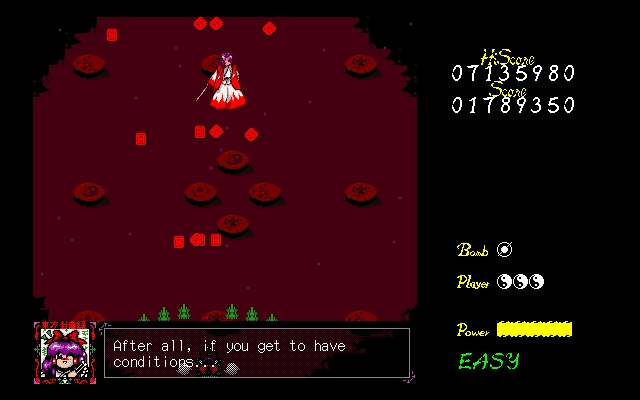 HiScore
07135980
Score
01789350
Bomb
Player
After all, if you get to have
conditions...
Power
EASY